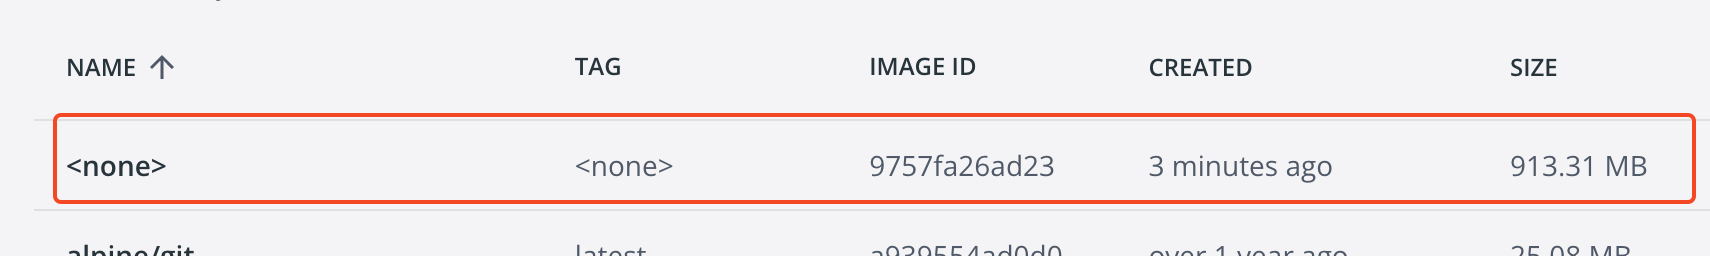 NAME ↑ TAG IMAGE ID CREATED SIZE
<none> <none> 9757fa26ad23 3 minutes ago 913.31 MB
alpine/git latest a939554ad0d0 over 1 year ago 25.08 MB